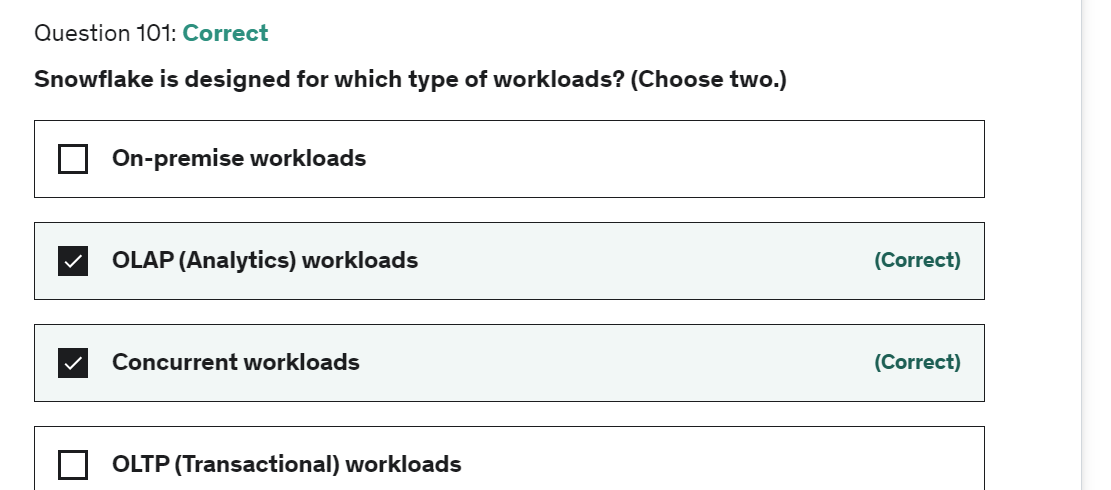 Question 101: Correct
Snowflake is designed for which type of workloads? (Choose two.)
On-premise workloads
OLAP (Analytics) workloads (Correct)
Concurrent workloads (Correct)
OLTP (Transactional) workloads